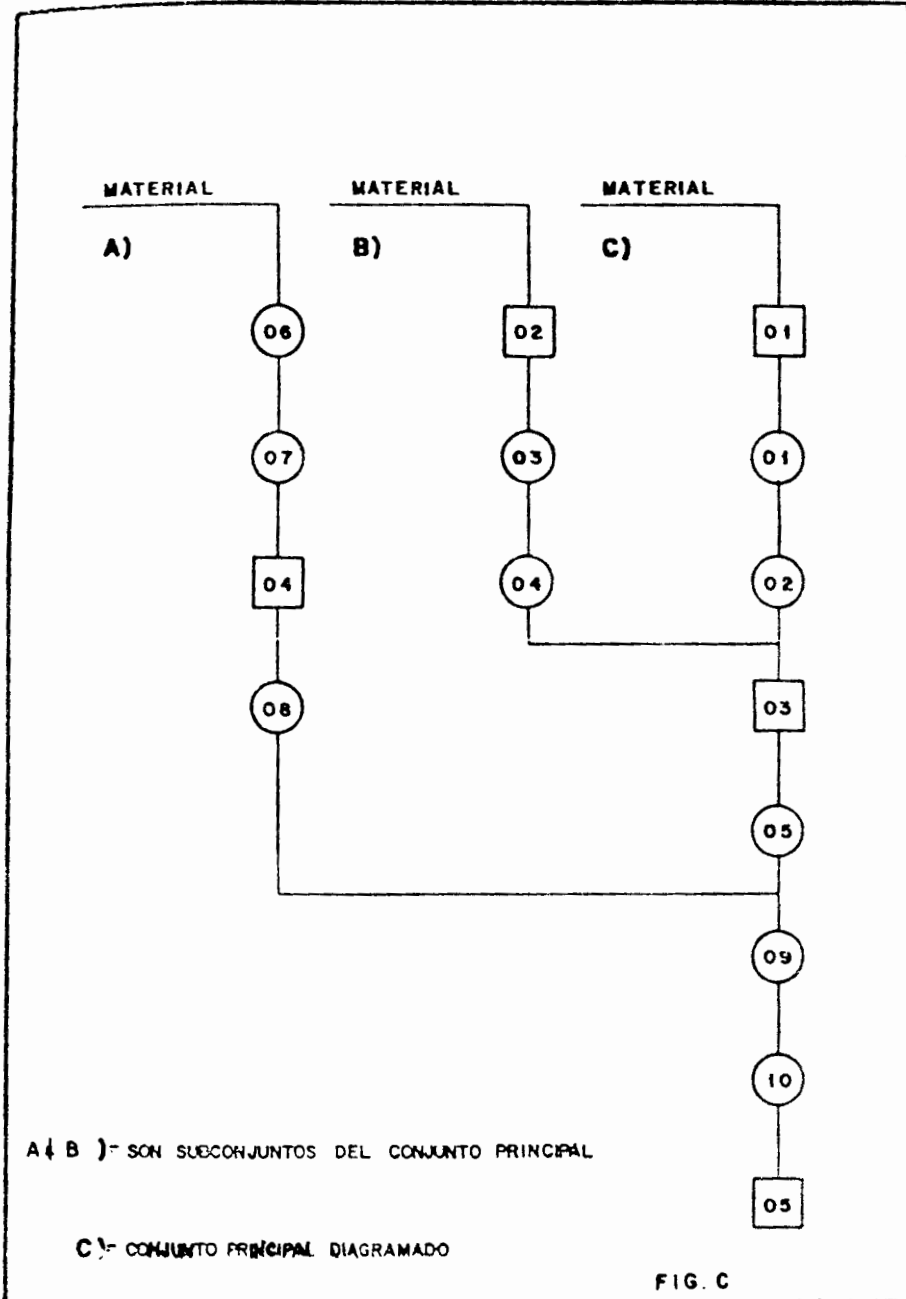 MATERIAL MATERIAL MATERIAL
A) B) C)
06 02 01
07 03 01
04 04 02
08 03
05
09
10
05
A & B )- SON SUBCONJUNTOS DEL CONJUNTO PRINCIPAL
C)- CONJUNTO PRINCIPAL DIAGRAMADO
FIG. C